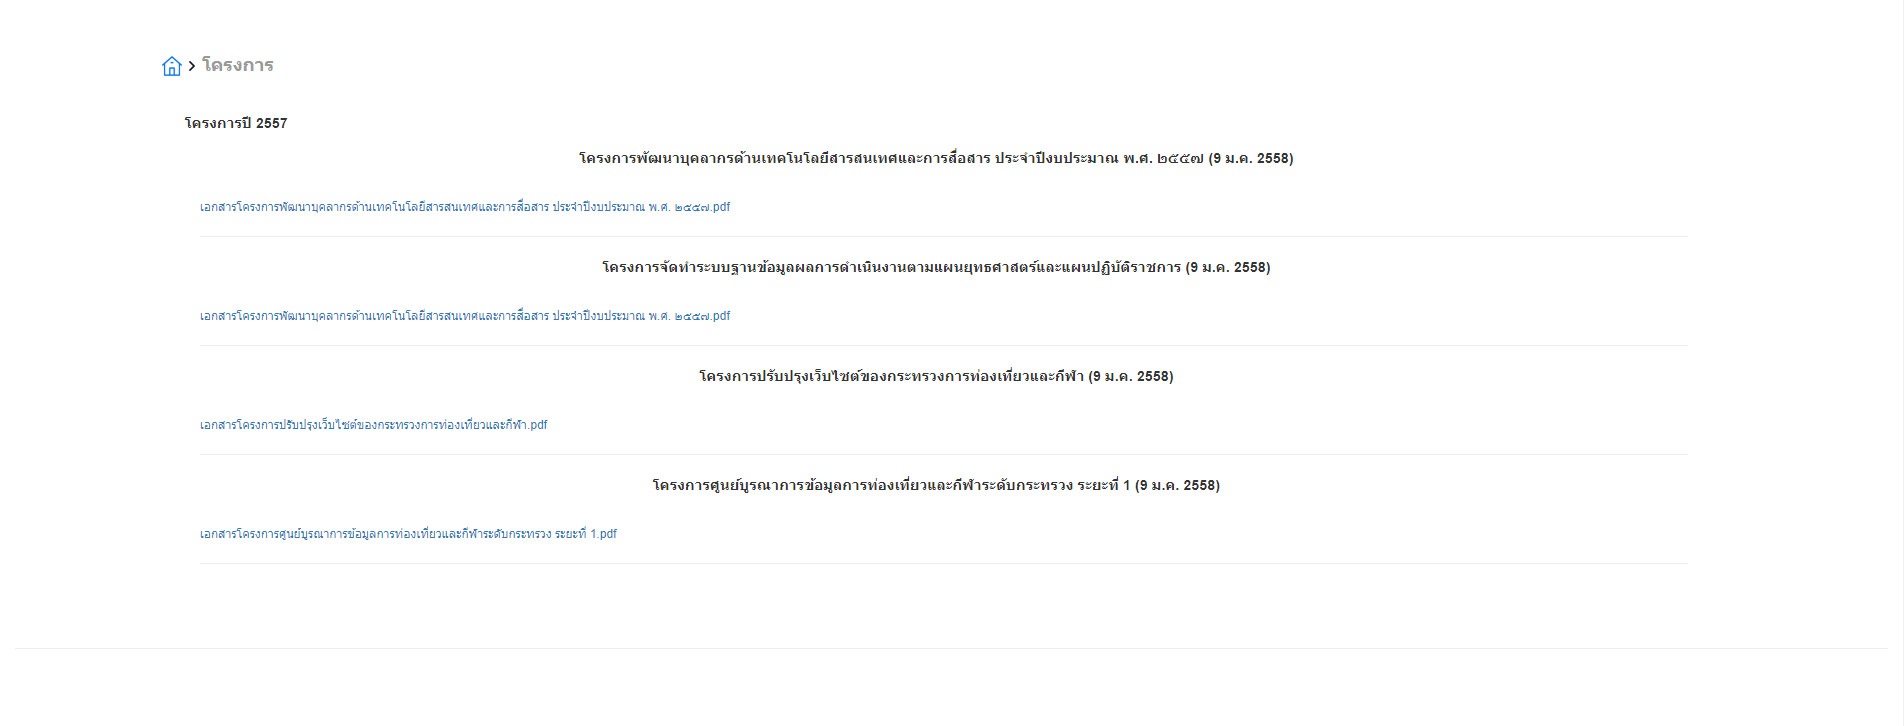 > โครงการ
โครงการปี 2557
โครงการพัฒนาบุคลากรด้านเทคโนโลยีสารสนเทศและการสื่อสาร ประจำปีงบประมาณ พ.ศ. ๒๕๕๗ (9 ม.ค. 2558)
เอกสารโครงการพัฒนาบุคลากรด้านเทคโนโลยีสารสนเทศและการสื่อสาร ประจำปีงบประมาณ พ.ศ. ๒๕๕๗.pdf
โครงการจัดทำระบบฐานข้อมูลผลการดำเนินงานตามแผนยุทธศาสตร์และแผนปฏิบัติราชการ (9 ม.ค. 2558)
เอกสารโครงการพัฒนาบุคลากรด้านเทคโนโลยีสารสนเทศและการสื่อสาร ประจำปีงบประมาณ พ.ศ. ๒๕๕๗.pdf
โครงการปรับปรุงเว็บไซต์ของกระทรวงการท่องเที่ยวและกีฬา (9 ม.ค. 2558)
เอกสารโครงการปรับปรุงเว็บไซต์ของกระทรวงการท่องเที่ยวและกีฬา.pdf
โครงการศูนย์บูรณาการข้อมูลการท่องเที่ยวและกีฬาระดับกระทรวง ระยะที่ 1 (9 ม.ค. 2558)
เอกสารโครงการศูนย์บูรณาการข้อมูลการท่องเที่ยวและกีฬาระดับกระทรวง ระยะที่ 1.pdf